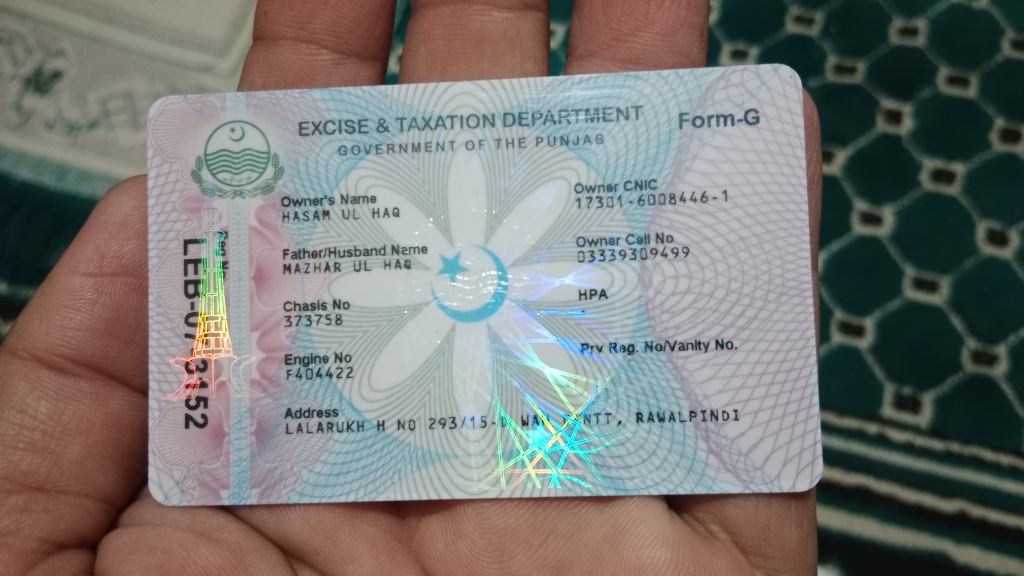 EXCISE & TAXATION DEPARTMENT
Form-G
GOVERNMENT OF THE PUNJAB
Owner's Name
HASAM UL HAQ
Owner CNIC
17301-6008446-1
Father/Husband Name
MAZHAR UL HAQ
Owner Cell No
03339309499
Chasis No
373758
HPA
-
Engine No
F404422
Prv Reg. No/Vanity No.
Address
LALARUKH H NO 293/15- RAWALPINDI